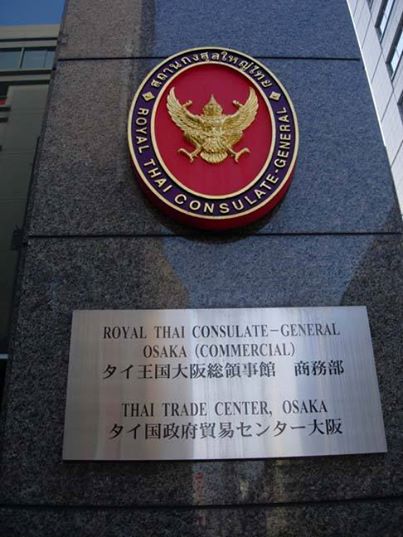 สถานกงสุลใหญ่ไทย
ROYAL THAI CONSULATE-GENERAL
ROYAL THAI CONSULATE-GENERAL
OSAKA (COMMERCIAL)
タイ王国大阪総領事館 商務部
THAI TRADE CENTER, OSAKA
タイ国政府貿易センター大阪